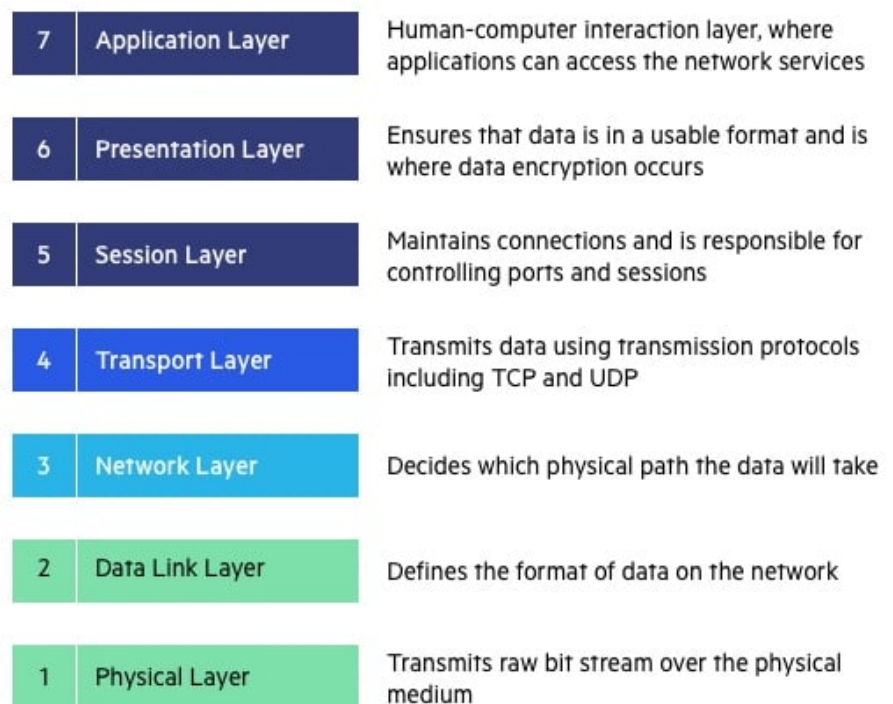 7 Application Layer
Human-computer interaction layer, where
applications can access the network services
6 Presentation Layer
Ensures that data is in a usable format and is
where data encryption occurs
5 Session Layer
Maintains connections and is responsible for
controlling ports and sessions
4 Transport Layer
Transmits data using transmission protocols
including TCP and UDP
3 Network Layer
Decides which physical path the data will take
2 Data Link Layer
Defines the format of data on the network
1 Physical Layer
Transmits raw bit stream over the physical
medium